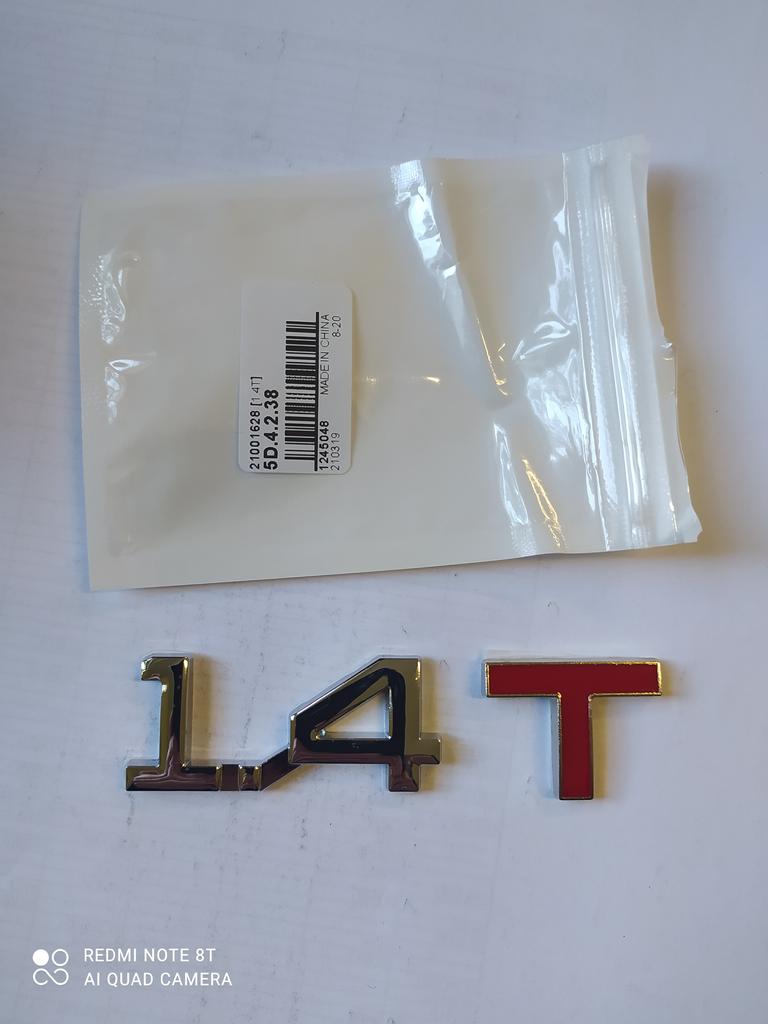 21001628 [1.4T]
5D.4.2.38
1245048 MADE IN CHINA
210319 8-20
1.4 T
REDMI NOTE 8T
AI QUAD CAMERA